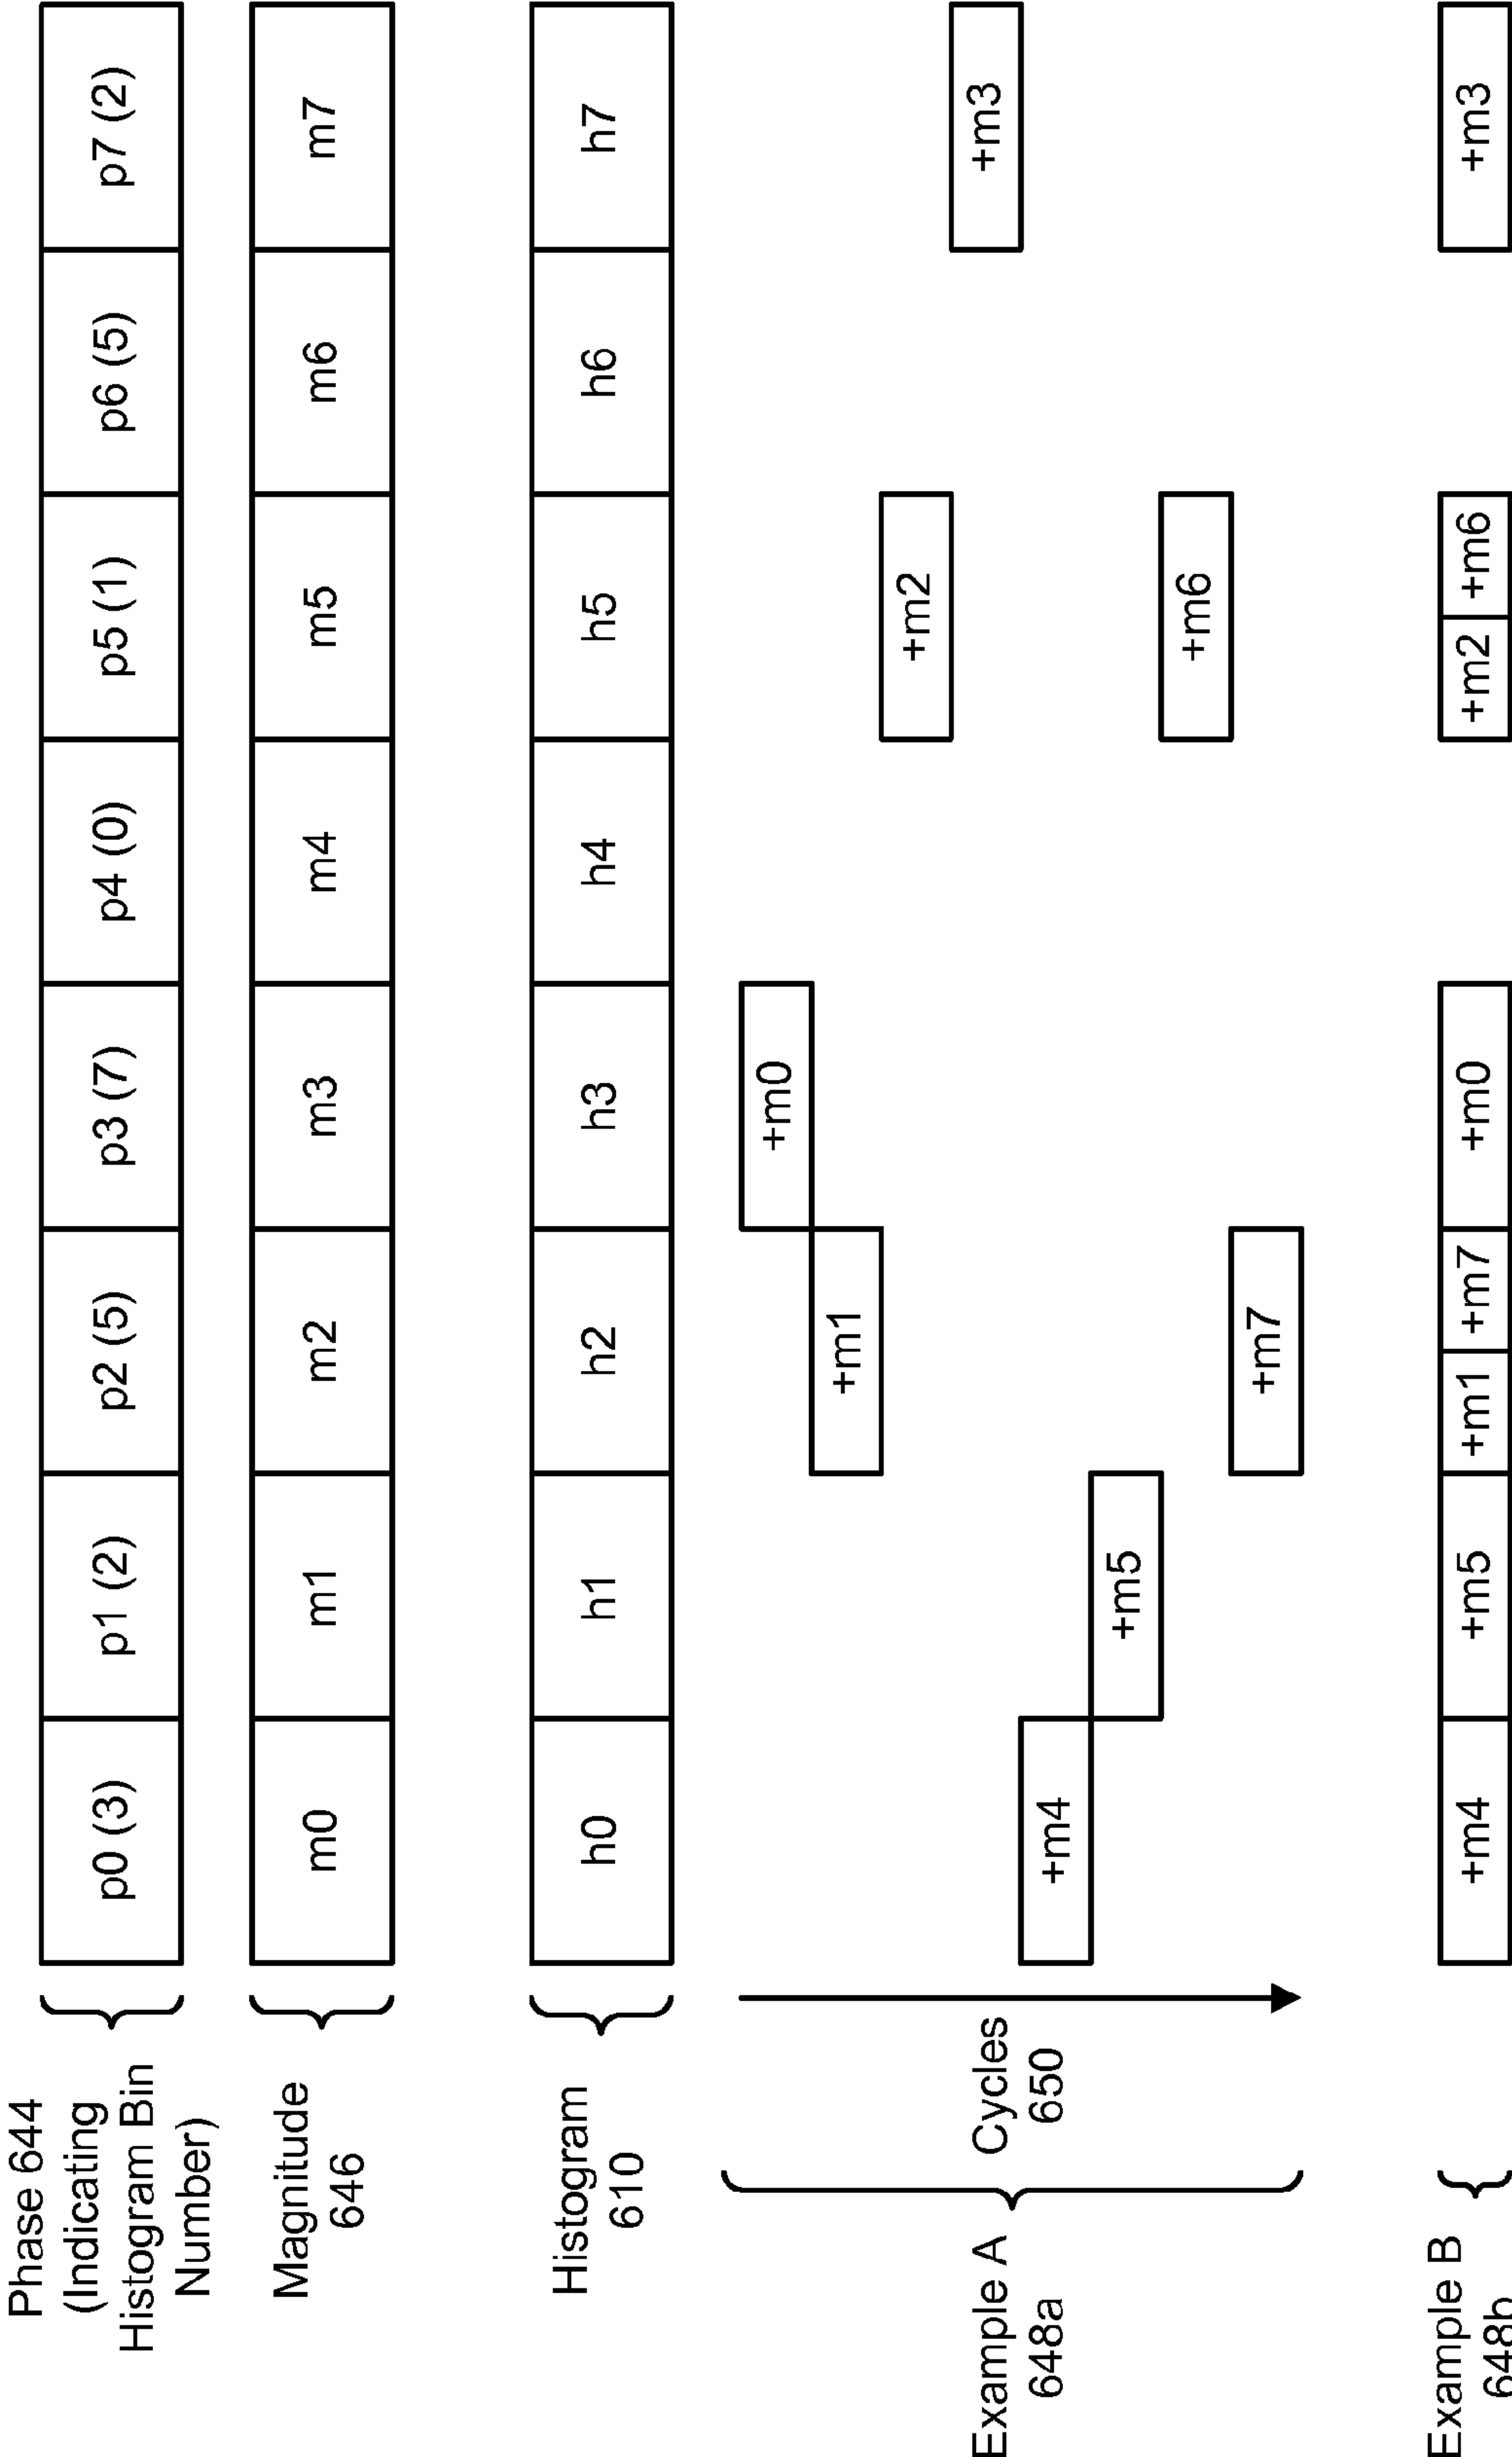 Phase 644
(Indicating
Histogram Bin
Number)
p0 (3) p1 (2) p2 (5) p3 (7) p4 (0) p5 (1) p6 (5) p7 (2)
Magnitude
646
m0 m1 m2 m3 m4 m5 m6 m7
Histogram
610
h0 h1 h2 h3 h4 h5 h6 h7
Example A
648a
Cycles
650
+m0
+m1
+m2
+m3
+m4
+m5
+m6
+m7
Example B
648b
+m4 +m5 +m1 +m7 +m0 +m2 +m6 +m3